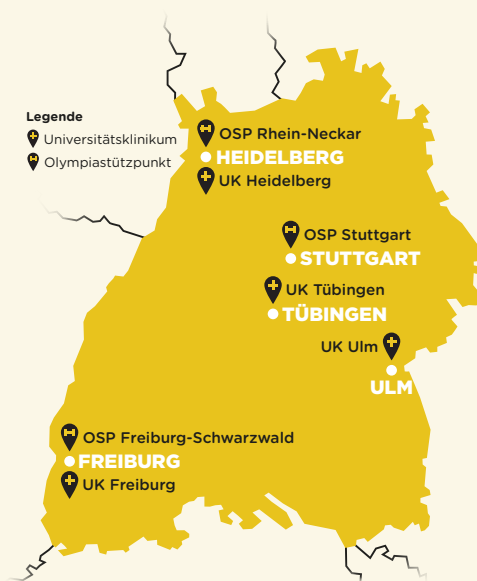 Legende
Universitätsklinikum
Olympiastützpunkt
OSP Rhein-Neckar
HEIDELBERG
UK Heidelberg
OSP Stuttgart
STUTTGART
UK Tübingen
TÜBINGEN
UK Ulm
ULM
OSP Freiburg-Schwarzwald
FREIBURG
UK Freiburg